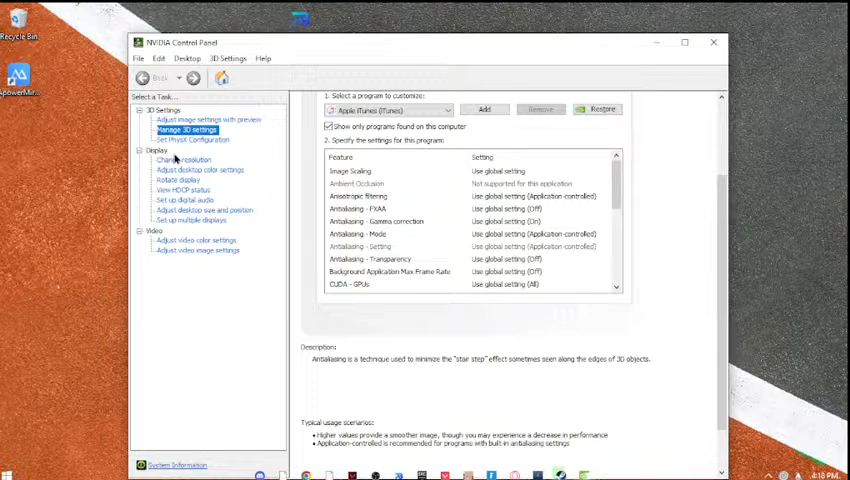 Recycle Bin
ApowerMir...
NVIDIA Control Panel
File Edit Desktop 3D Settings Help
Back
Select a Task...
3D Settings
Adjust image settings with preview
Manage 3D settings
Set PhysX Configuration
Display
Change resolution
Adjust desktop color settings
Rotate display
View HDCP status
Set up digital audio
Adjust desktop size and position
Set up multiple displays
Video
Adjust video color settings
Adjust video image settings
System Information
1. Select a program to customize:
Apple iTunes (iTunes) Add Remove Restore
Show only programs found on this computer
2. Specify the settings for this program:
Feature Setting
Image Scaling Use global setting
Ambient Occlusion Not supported for this application
Anisotropic filtering Use global setting (Application-controlled)
Antialiasing - FXAA Use global setting (Off)
Antialiasing - Gamma correction Use global setting (On)
Antialiasing - Mode Use global setting (Application-controlled)
Antialiasing - Setting Use global setting (Application-controlled)
Antialiasing - Transparency Use global setting (Off)
Background Application Max Frame Rate Use global setting (Off)
CUDA - GPUs Use global setting (All)
Description:
Antialiasing is a technique used to minimize the "stair step" effect sometimes seen along the edges of 3D objects.
Typical usage scenarios:
• Higher values provide a smoother image, though you may experience a decrease in performance
• Application-controlled is recommended for programs with built-in antialiasing settings
4:18 PM